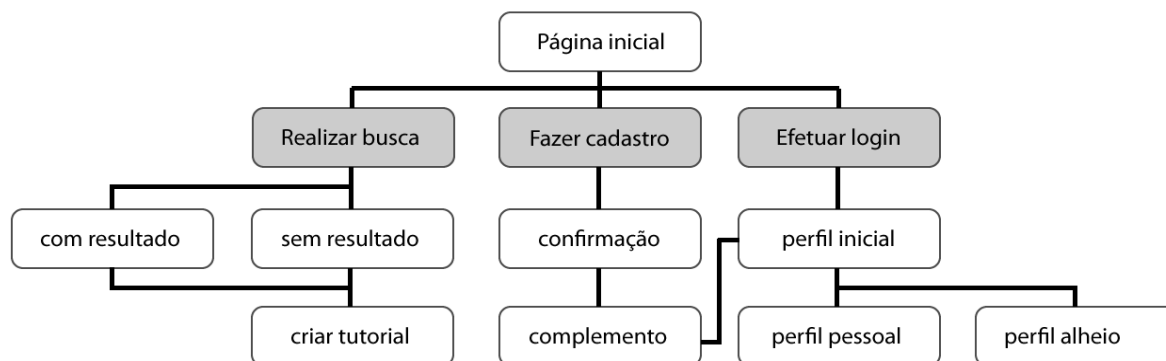 Página inicial
Realizar busca
Fazer cadastro
Efetuar login
com resultado
sem resultado
confirmação
perfil inicial
criar tutorial
complemento
perfil pessoal
perfil alheio